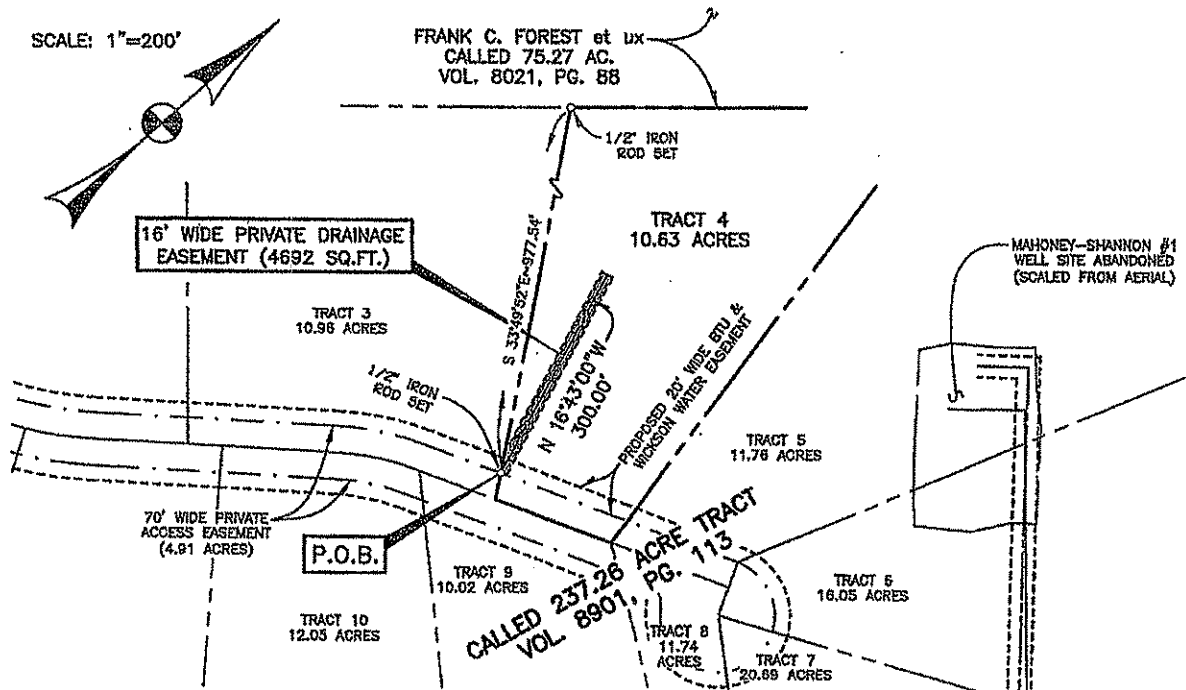 SCALE: 1"=200'
FRANK C. FOREST et ux
CALLED 75.27 AC.
VOL. 8021, PG. 88
1/2" IRON
ROD SET
16' WIDE PRIVATE DRAINAGE
EASEMENT (4692 SQ.FT.)
S 33°49'52"E~977.54'
TRACT 4
10.63 ACRES
MAHONEY-SHANNON #1
WELL SITE ABANDONED
(SCALED FROM AERIAL)
TRACT 3
10.96 ACRES
1/2" IRON
ROD SET
N 16°43'00"W
300.00'
PROPOSED 20' WIDE BTU &
WICKSON WATER EASEMENT
TRACT 5
11.76 ACRES
70' WIDE PRIVATE
ACCESS EASEMENT
(4.91 ACRES)
P.O.B.
CALLED 237.26 ACRE TRACT
VOL. 8901, PG. 113
TRACT 9
10.02 ACRES
TRACT 6
16.05 ACRES
TRACT 10
12.03 ACRES
TRACT 8
11.74
ACRES
TRACT 7
20.69 ACRES